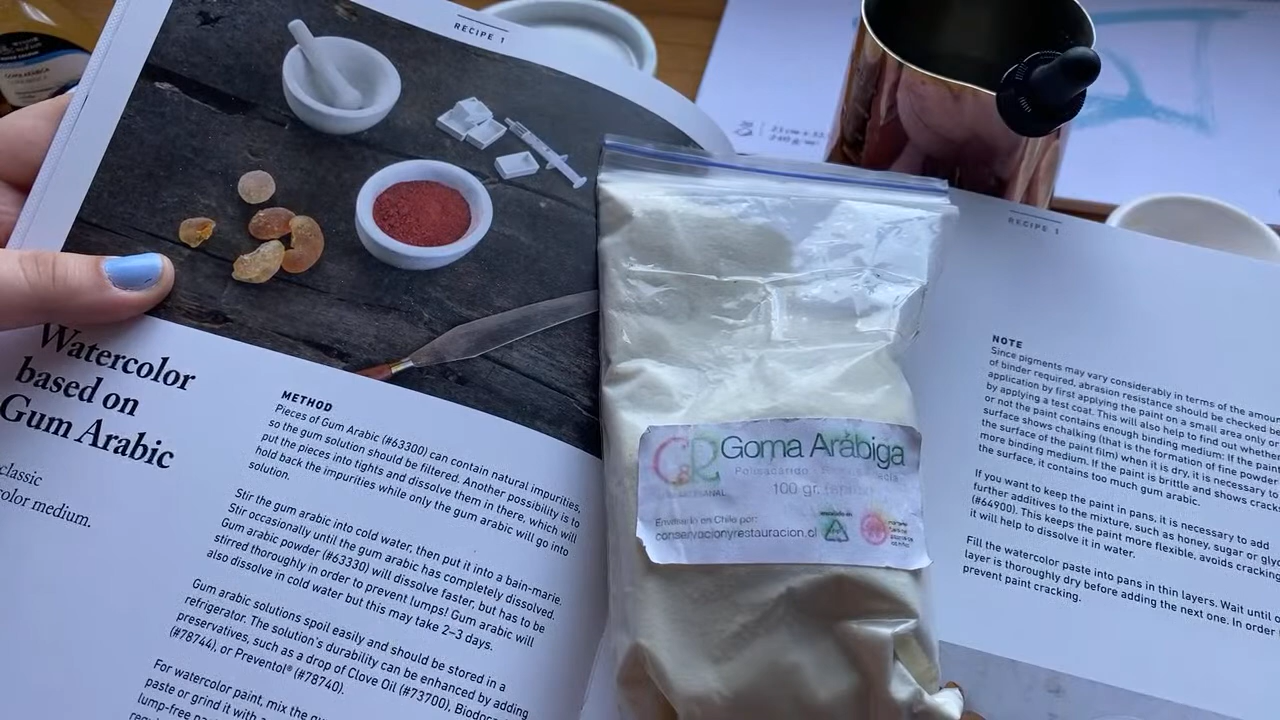 RECIPE 1
Watercolor
based on
Gum Arabic
classic
color medium.
METHOD
Pieces of Gum Arabic (#63300) can contain natural impurities,
so the gum solution should be filtered. Another possibility is to
put the pieces into tights and dissolve them in there, which will
hold back the impurities while only the gum arabic will go into
solution.
Stir the gum arabic into cold water, then put it into a bain-marie.
Stir occasionally until the gum arabic has completely dissolved.
Gum arabic powder (#63330) will dissolve faster, but has to be
stirred thoroughly in order to prevent lumps! Gum arabic will
also dissolve in cold water but this may take 2–3 days.
Gum arabic solutions spoil easily and should be stored in a
refrigerator. The solution's durability can be enhanced by adding
preservatives, such as a drop of Clove Oil (#73700),
(#78744), or Preventol® (#78740).
For watercolor paint, mix the
paste or grind it with a
lump-free
C&R Goma Arábiga
100 gr.
Envasado en Chile por:
conservacionyrestauracion.cl
RECIPE 1
NOTE
Since pigments may vary considerably in terms of the
of binder required, abrasion resistance should be checked
application by first applying the paint on a small area only
by applying a test coat. This will also help to find out whether
or not the paint contains enough binding medium: If the paint
surface shows chalking (that is the formation of fine powder
the surface of the paint film) when it is dry, it is necessary to
more binding medium. If the paint is brittle and shows
the surface, it contains too much gum arabic.
If you want to keep the paint in pans, it is necessary to add
further additives to the mixture, such as honey, sugar or
(#64900). This keeps the paint more flexible, avoids
it will help to dissolve it in water.
Fill the watercolor paste into pans in thin layers. Wait until
layer is thoroughly dry before adding the next one. In order
prevent paint cracking.